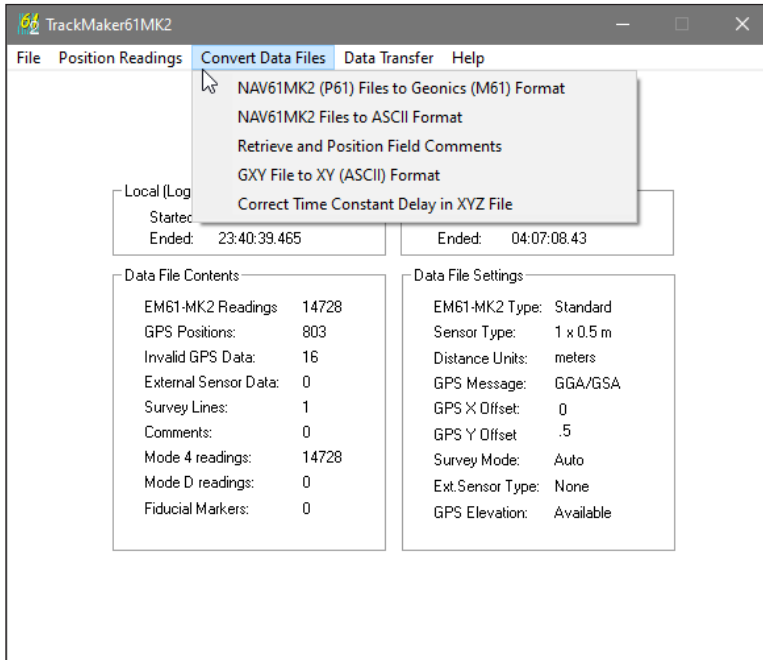 TrackMaker61MK2
File Position Readings Convert Data Files Data Transfer Help
NAV61MK2 (P61) Files to Geonics (M61) Format
NAV61MK2 Files to ASCII Format
Retrieve and Position Field Comments
GXY File to XY (ASCII) Format
Correct Time Constant Delay in XYZ File
Local (Log
Started
Ended: 23:40:39.465
Ended: 04:07:08.43
Data File Contents
EM61-MK2 Readings 14728
GPS Positions: 803
Invalid GPS Data: 16
External Sensor Data: 0
Survey Lines: 1
Comments: 0
Mode 4 readings: 14728
Mode D readings: 0
Fiducial Markers: 0
Data File Settings
EM61-MK2 Type: Standard
Sensor Type: 1 x 0.5 m
Distance Units: meters
GPS Message: GGA/GSA
GPS X Offset: 0
GPS Y Offset .5
Survey Mode: Auto
Ext.Sensor Type: None
GPS Elevation: Available